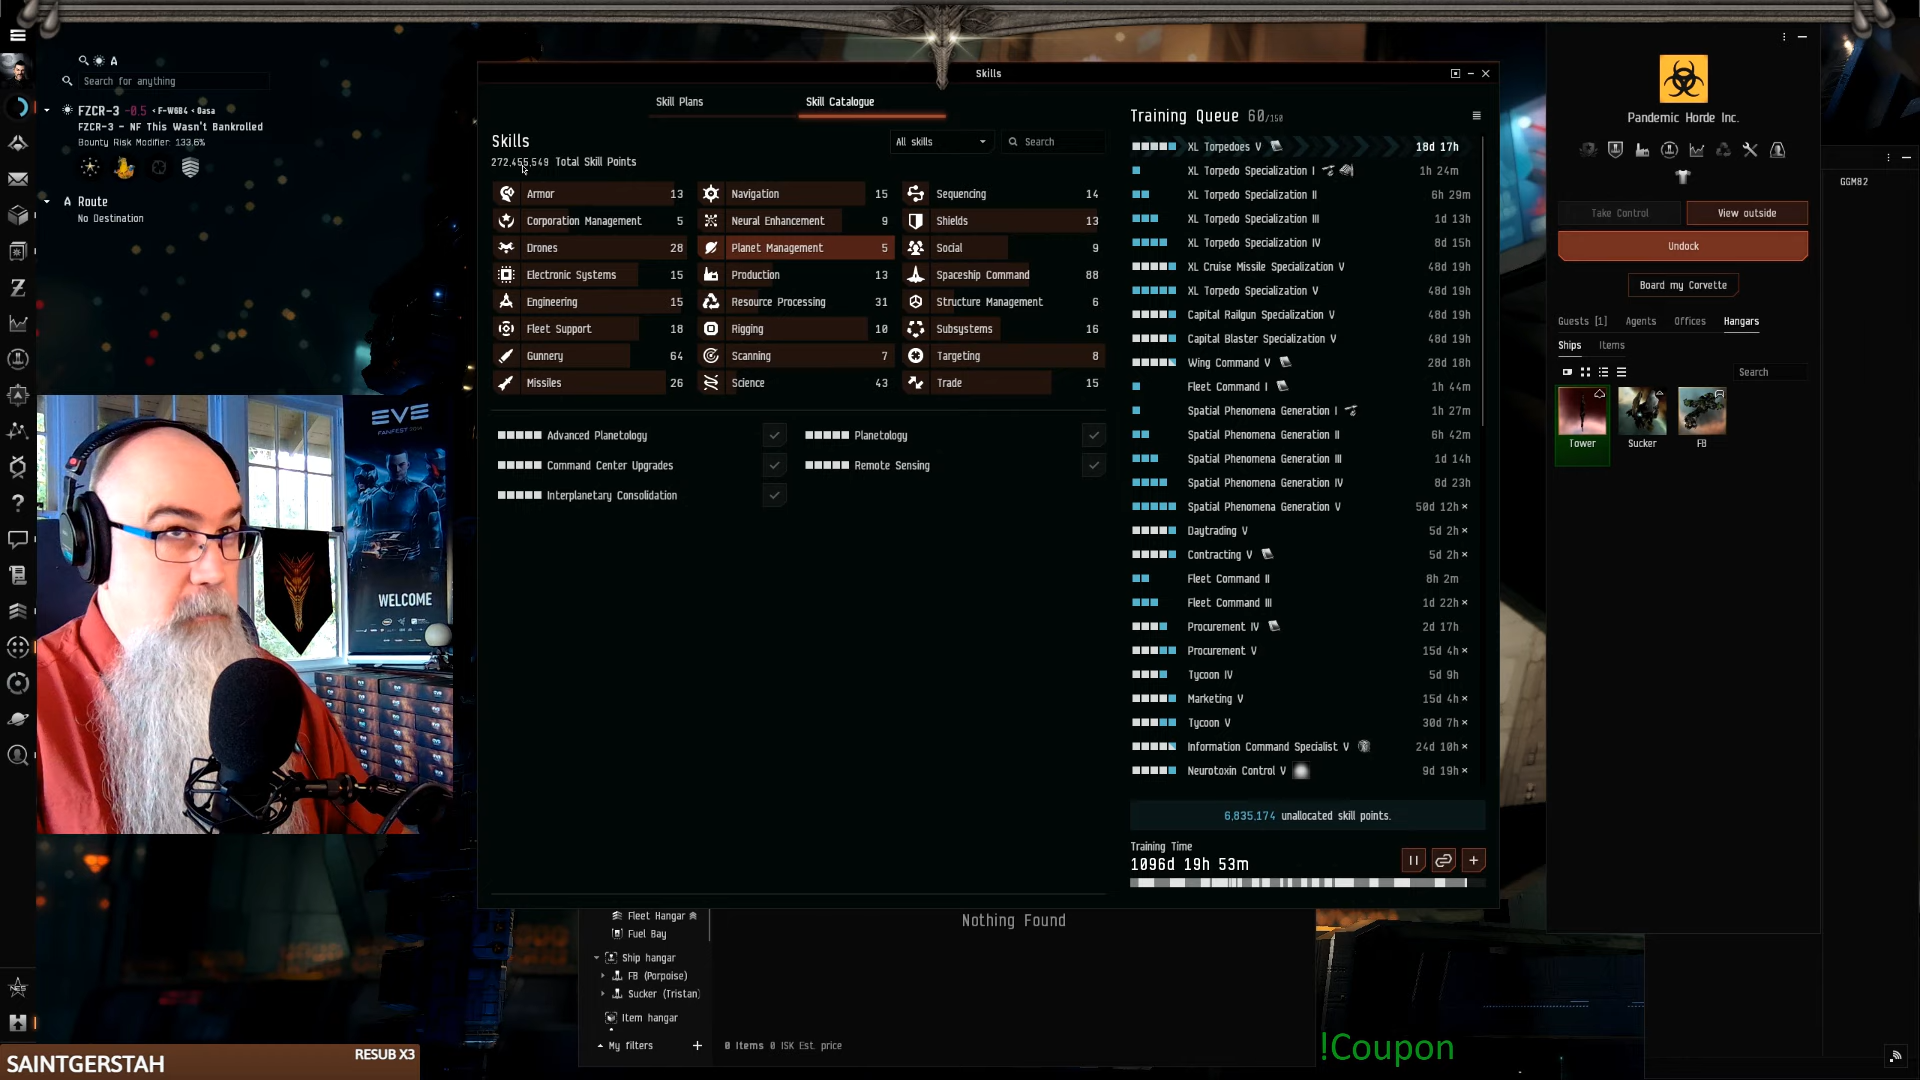 A
Search for anything
FZCR-3 -0.5 < F-W6B4 < Oasa
FZCR-3 - NF This Wasn't Bankrolled
Bounty Risk Modifier: 133.6%
Route
No Destination
EVE
FANFEST 2014
WELCOME
SAINTGERSTAH
RESUB X3
Skills
Skill Plans
Skill Catalogue
Skills
272,455,549 Total Skill Points
All skills
Search
Armor 13
Navigation 15
Sequencing 14
Corporation Management 5
Neural Enhancement 9
Shields 13
Drones 28
Planet Management 5
Social 9
Electronic Systems 15
Production 13
Spaceship Command 88
Engineering 15
Resource Processing 31
Structure Management 6
Fleet Support 18
Rigging 10
Subsystems 16
Gunnery 64
Scanning 7
Targeting 8
Missiles 26
Science 43
Trade 15
Advanced Planetology
Planetology
Command Center Upgrades
Remote Sensing
Interplanetary Consolidation
Training Queue 60/150
XL Torpedoes V 18d 17h
XL Torpedo Specialization I 1h 24m
XL Torpedo Specialization II 6h 29m
XL Torpedo Specialization III 1d 13h
XL Torpedo Specialization IV 8d 15h
XL Cruise Missile Specialization V 48d 19h
XL Torpedo Specialization V 48d 19h
Capital Railgun Specialization V 48d 19h
Capital Blaster Specialization V 48d 19h
Wing Command V 28d 18h
Fleet Command I 1h 44m
Spatial Phenomena Generation I 1h 27m
Spatial Phenomena Generation II 6h 42m
Spatial Phenomena Generation III 1d 14h
Spatial Phenomena Generation IV 8d 23h
Spatial Phenomena Generation V 50d 12h ×
Daytrading V 5d 2h ×
Contracting V 5d 2h ×
Fleet Command II 8h 2m
Fleet Command III 1d 22h ×
Procurement IV 2d 17h
Procurement V 15d 4h ×
Tycoon IV 5d 9h
Marketing V 15d 4h ×
Tycoon V 30d 7h ×
Information Command Specialist V 24d 10h ×
Neurotoxin Control V 9d 19h ×
6,835,174 unallocated skill points.
Training Time
1096d 19h 53m
Fleet Hangar
Fuel Bay
Ship hangar
FB (Porpoise)
Sucker (Tristan)
Item hangar
My filters +
Nothing Found
0 Items 0 ISK Est. price
!Coupon
Pandemic Horde Inc.
Take Control
View outside
Undock
Board my Corvette
Guests [1]
Agents
Offices
Hangars
Ships
Items
Search
Tower
Sucker
FB
GGM82